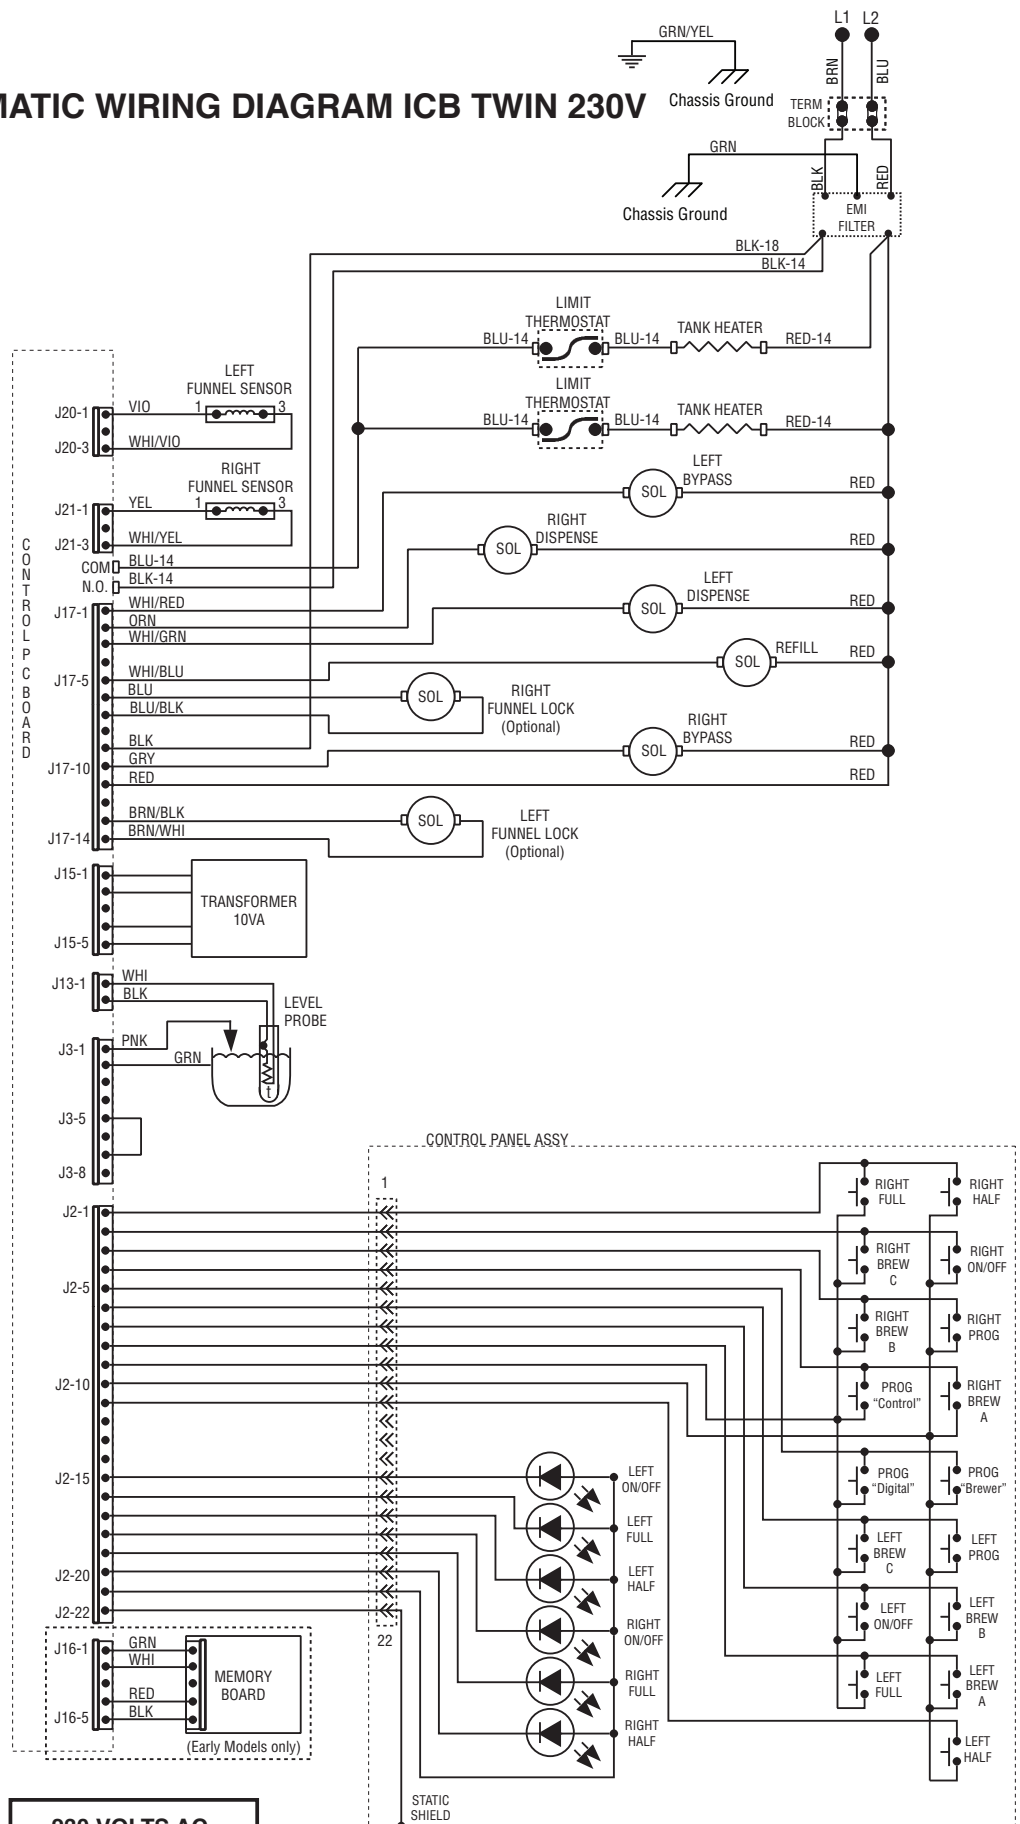 MATIC WIRING DIAGRAM ICB TWIN 230V
GRN/YEL
Chassis Ground
L1 L2
BRN
BLU
TERM
BLOCK
GRN
Chassis Ground
BLK
RED
EMI
FILTER
BLK-18
BLK-14
LIMIT
THERMOSTAT
BLU-14
BLU-14
TANK HEATER
RED-14
LIMIT
THERMOSTAT
BLU-14
BLU-14
TANK HEATER
RED-14
CONTROL PC BOARD
LEFT
FUNNEL SENSOR
J20-1 VIO 1 3
J20-3 WHI/VIO
RIGHT
FUNNEL SENSOR
J21-1 YEL 1 3
J21-3 WHI/YEL
COM BLU-14
N.O. BLK-14
SOL LEFT
BYPASS RED
SOL RIGHT
DISPENSE RED
SOL LEFT
DISPENSE RED
SOL REFILL RED
J17-1 WHI/RED
ORN
WHI/GRN
J17-5 WHI/BLU
BLU
BLU/BLK
SOL RIGHT
FUNNEL LOCK
(Optional)
BLK
J17-10 GRY
RED
SOL RIGHT
BYPASS RED
RED
BRN/BLK
J17-14 BRN/WHI
SOL LEFT
FUNNEL LOCK
(Optional)
J15-1
J15-5
TRANSFORMER
10VA
J13-1 WHI
BLK
LEVEL
PROBE
J3-1 PNK
GRN
t
J3-5
J3-8
CONTROL PANEL ASSY
1
J2-1
J2-5
J2-10
J2-15
J2-20
J2-22
22
RIGHT
FULL
RIGHT
HALF
RIGHT
BREW
C
RIGHT
ON/OFF
RIGHT
BREW
B
RIGHT
PROG
PROG
“Control”
RIGHT
BREW
A
PROG
“Digital”
PROG
“Brewer”
LEFT
BREW
C
LEFT
PROG
LEFT
ON/OFF
LEFT
BREW
B
LEFT
FULL
LEFT
BREW
A
LEFT
HALF
LEFT
ON/OFF
LEFT
FULL
LEFT
HALF
RIGHT
ON/OFF
RIGHT
FULL
RIGHT
HALF
J16-1 GRN
WHI
RED
J16-5 BLK
MEMORY
BOARD
(Early Models only)
STATIC
SHIELD